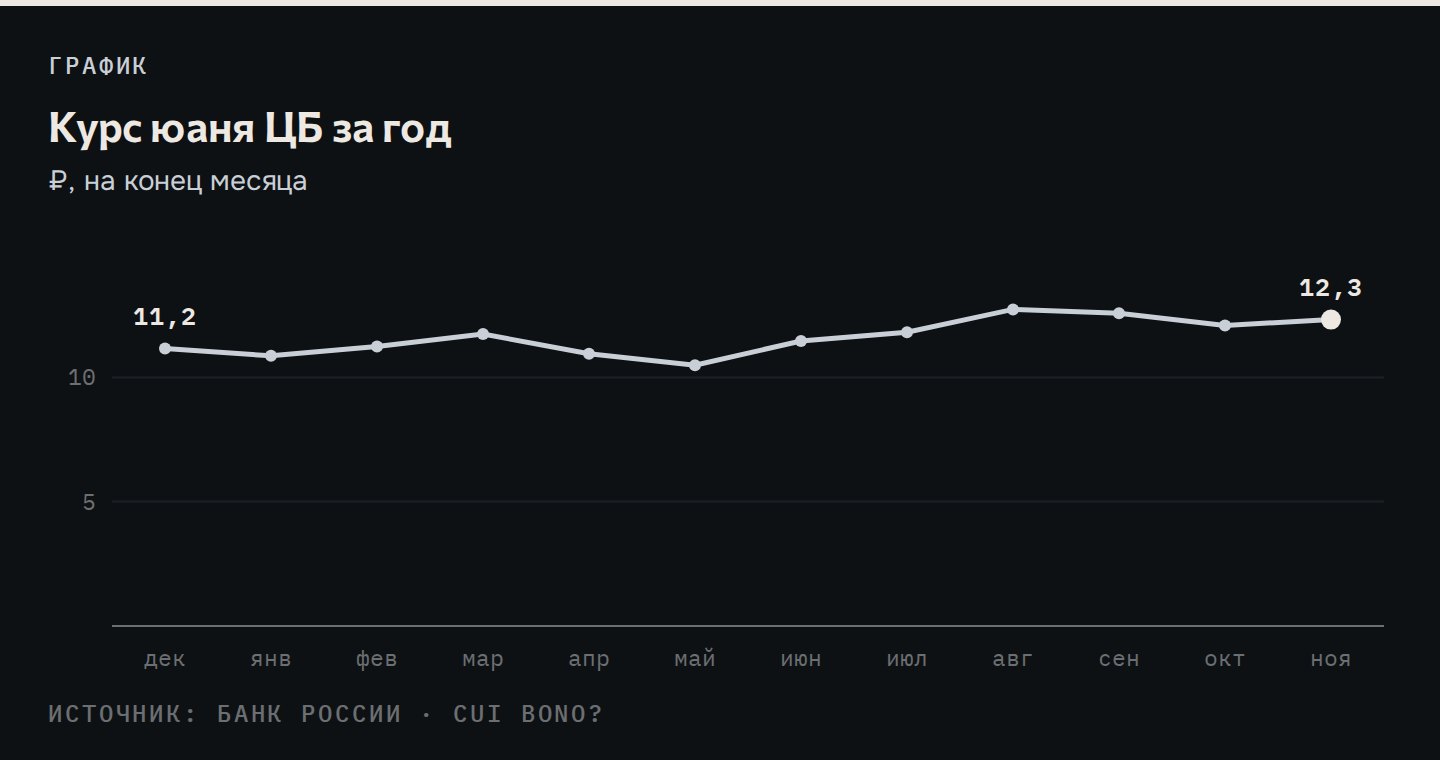 ГРАФИК
Курс юаня ЦБ за год
₽, на конец месяца
11,2
12,3
10
5
дек янв фев мар апр май июн июл авг сен окт ноя
ИСТОЧНИК: БАНК РОССИИ · CUI BONO?